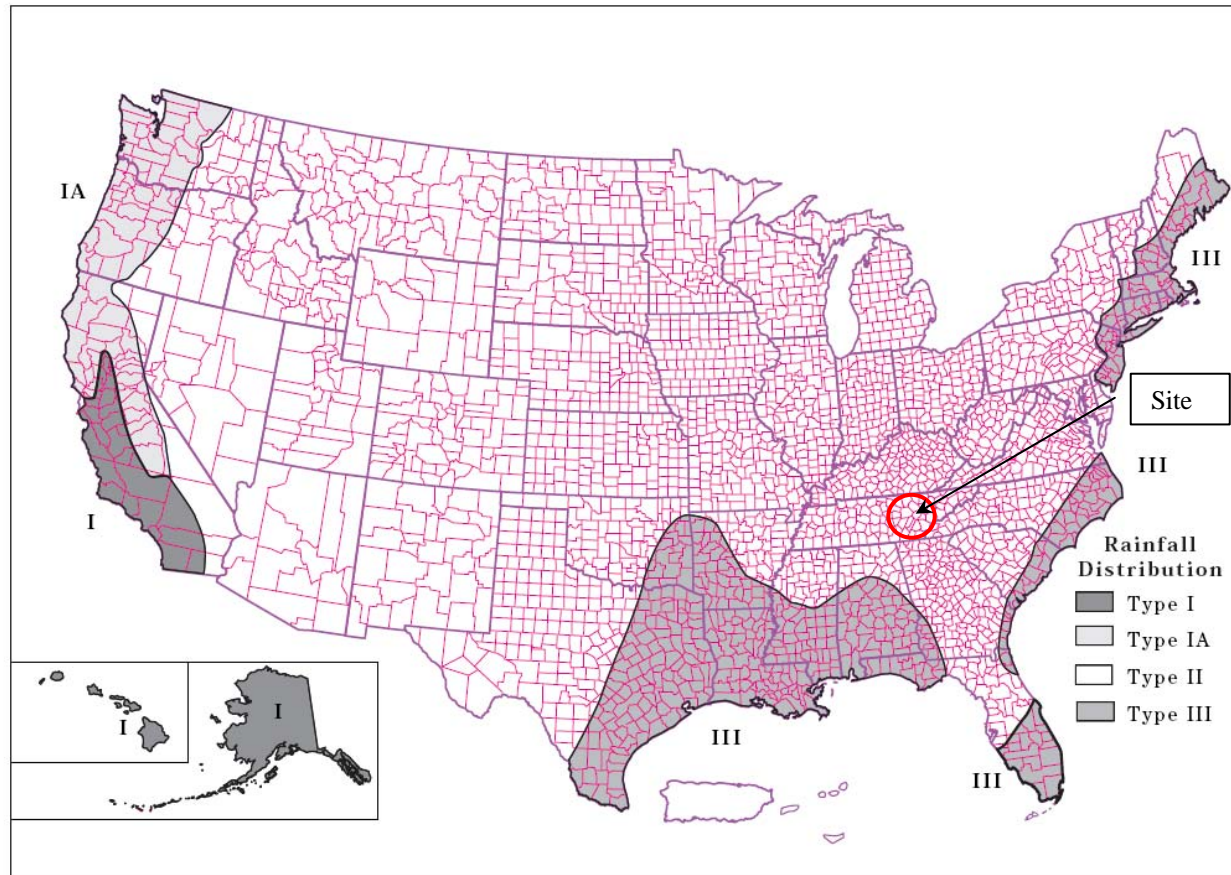 IA
III
Site
III
I
Rainfall
Distribution
Type I
Type IA
Type II
Type III
I
I
III
III